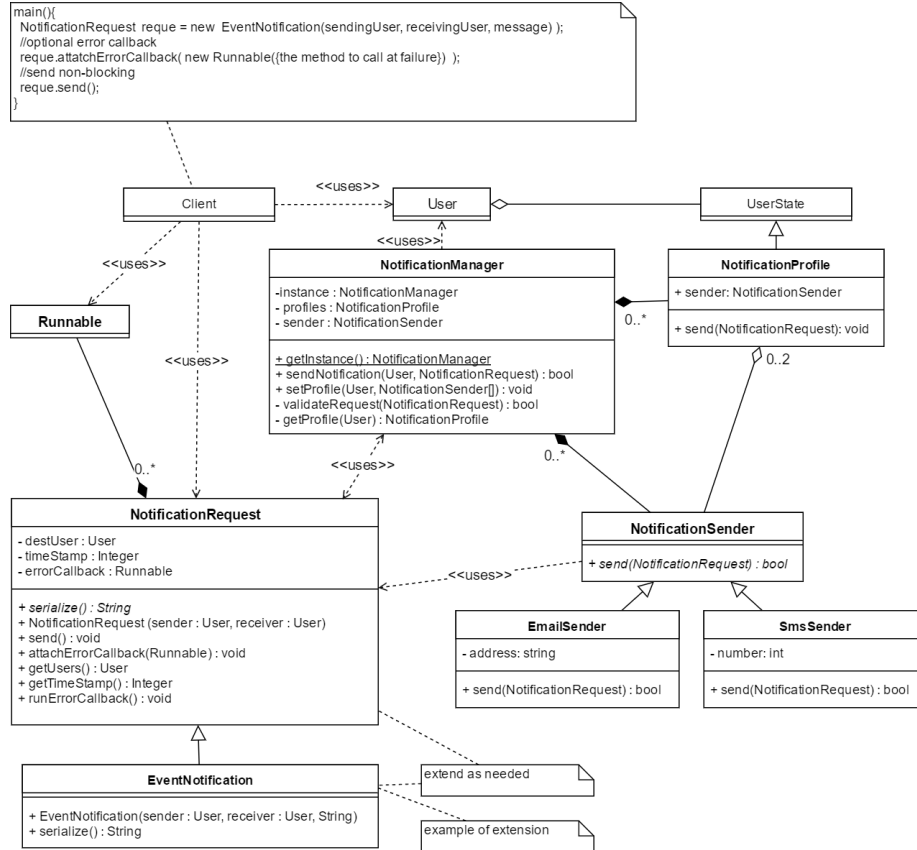 main(){
NotificationRequest reque = new EventNotification(sendingUser, receivingUser, message) );
//optional error callback
reque.attatchErrorCallback( new Runnable({the method to call at failure}) );
//send non-blocking
reque.send();
}
Client
<<uses>>
User
UserState
<<uses>>
<<uses>>
NotificationManager
-instance : NotificationManager
- profiles : NotificationProfile
- sender : NotificationSender
+ getInstance() : NotificationManager
+ sendNotification(User, NotificationRequest) : bool
+ setProfile(User, NotificationSender[]) : void
- validateRequest(NotificationRequest) : bool
- getProfile(User) : NotificationProfile
0..*
NotificationProfile
+ sender: NotificationSender
+ send(NotificationRequest): void
0..2
Runnable
<<uses>>
0..*
<<uses>>
0..*
NotificationRequest
- destUser : User
- timeStamp : Integer
- errorCallback : Runnable
+ serialize() : String
+ NotificationRequest (sender : User, receiver : User)
+ send() : void
+ attachErrorCallback(Runnable) : void
+ getUsers() : User
+ getTimeStamp() : Integer
+ runErrorCallback() : void
<<uses>>
NotificationSender
+ send(NotificationRequest) : bool
EmailSender
- address: string
+ send(NotificationRequest) : bool
SmsSender
- number: int
+ send(NotificationRequest) : bool
EventNotification
+ EventNotification(sender : User, receiver : User, String)
+ serialize() : String
extend as needed
example of extension